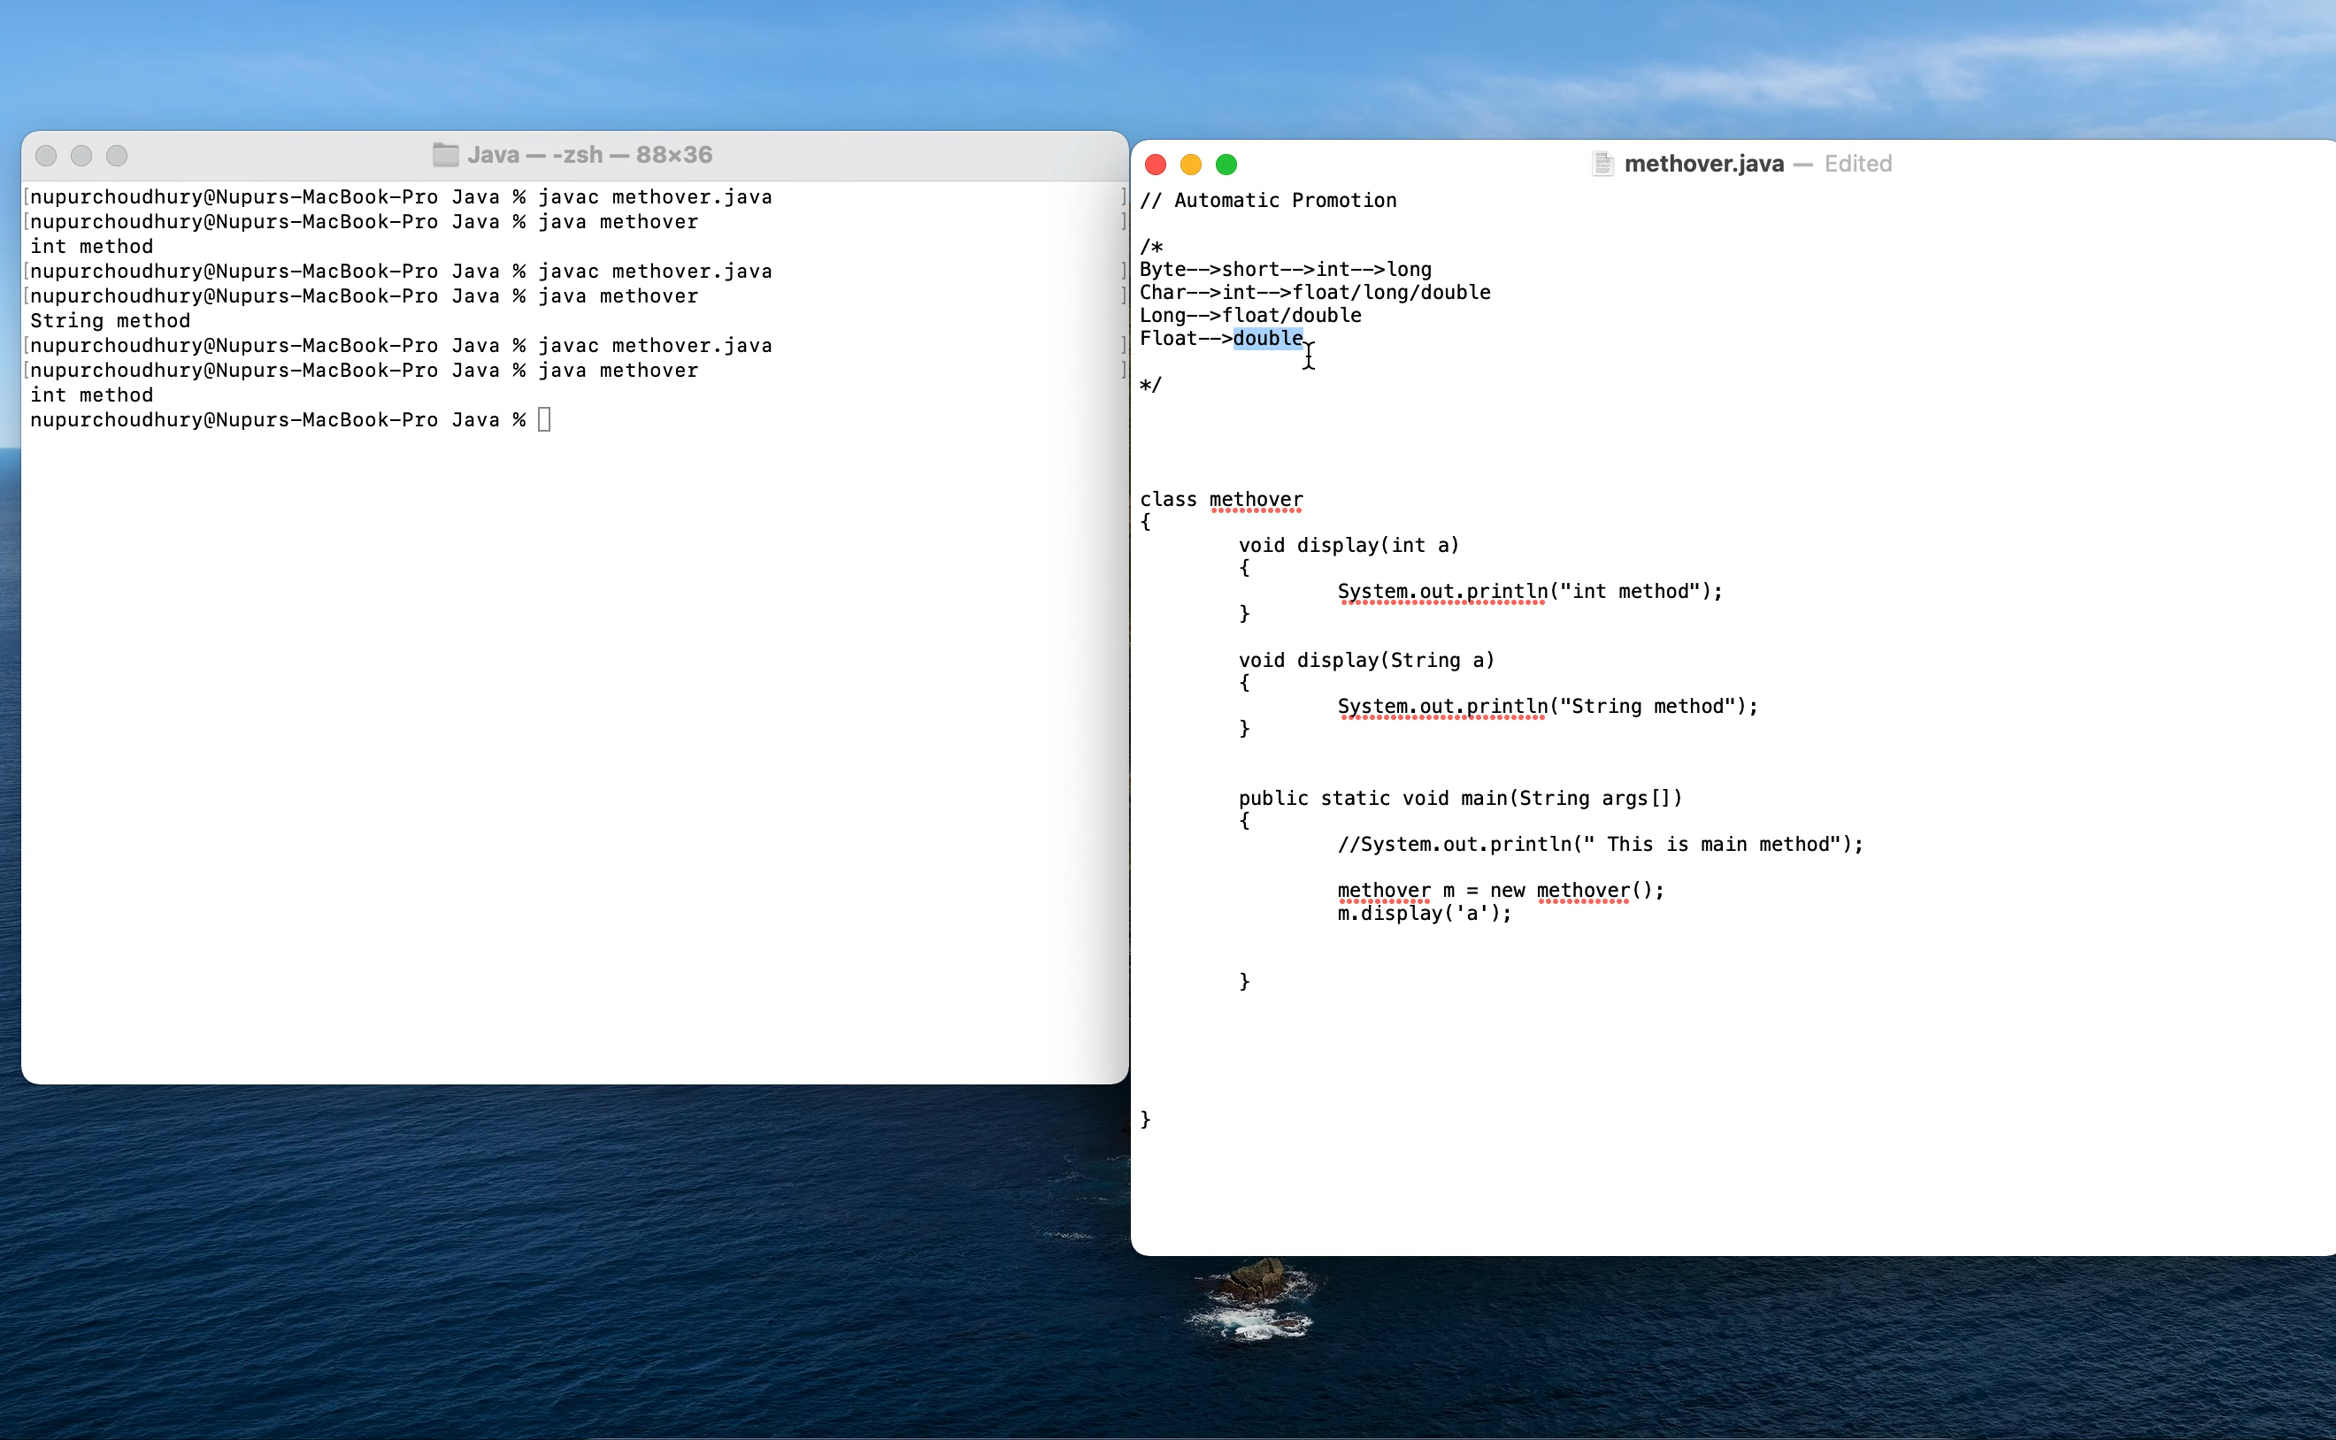 Java — -zsh — 88×36
[nupurchoudhury@Nupurs-MacBook-Pro Java % javac methover.java ]
[nupurchoudhury@Nupurs-MacBook-Pro Java % java methover ]
int method
[nupurchoudhury@Nupurs-MacBook-Pro Java % javac methover.java ]
[nupurchoudhury@Nupurs-MacBook-Pro Java % java methover ]
String method
[nupurchoudhury@Nupurs-MacBook-Pro Java % javac methover.java ]
[nupurchoudhury@Nupurs-MacBook-Pro Java % java methover ]
int method
nupurchoudhury@Nupurs-MacBook-Pro Java %
methover.java — Edited
// Automatic Promotion
/*
Byte-->short-->int-->long
Char-->int-->float/long/double
Long-->float/double
Float-->double
*/
class methover
{
void display(int a)
{
System.out.println("int method");
}
void display(String a)
{
System.out.println("String method");
}
public static void main(String args[])
{
//System.out.println(" This is main method");
methover m = new methover();
m.display('a');
}
}